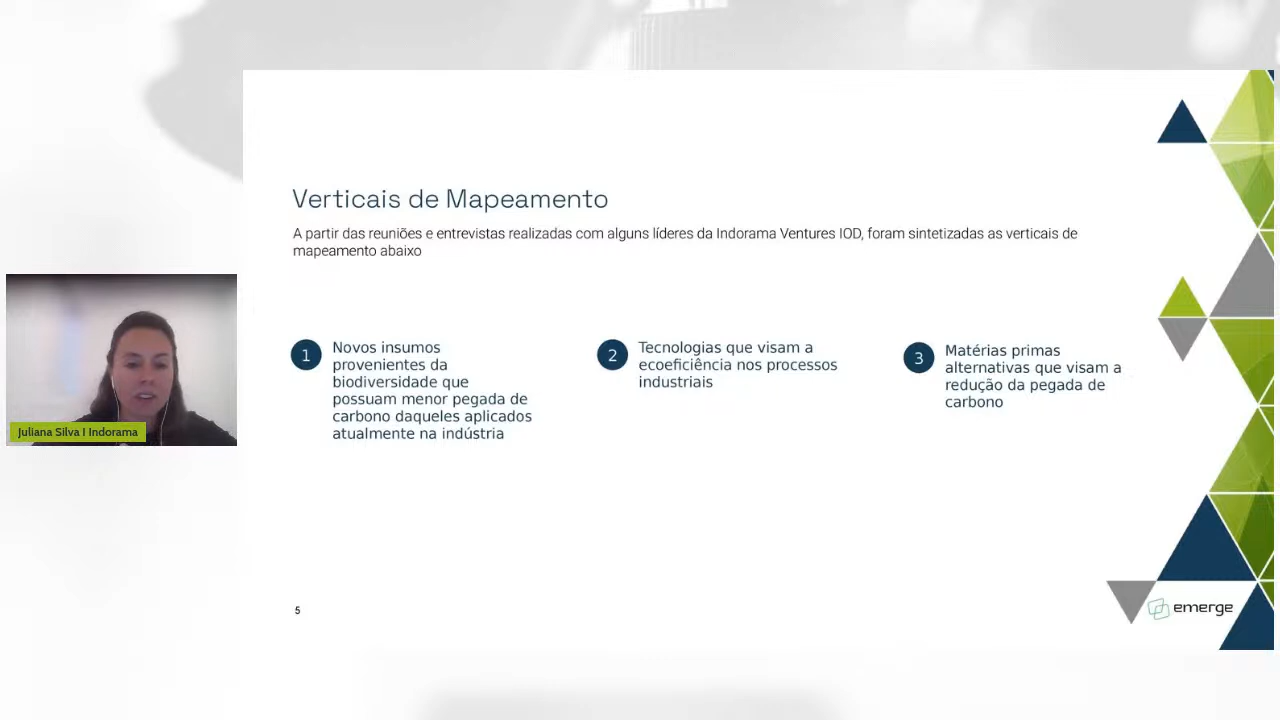 Verticais de Mapeamento
A partir das reuniões e entrevistas realizadas com alguns líderes da Indorama Ventures IOD, foram sintetizadas as verticais de
mapeamento abaixo
1
Novos insumos
provenientes da
biodiversidade que
possuam menor pegada de
carbono daqueles aplicados
atualmente na indústria
2
Tecnologias que visam a
ecoeficiência nos processos
industriais
3
Matérias primas
alternativas que visam a
redução da pegada de
carbono
Juliana Silva I Indorama
5
emerge